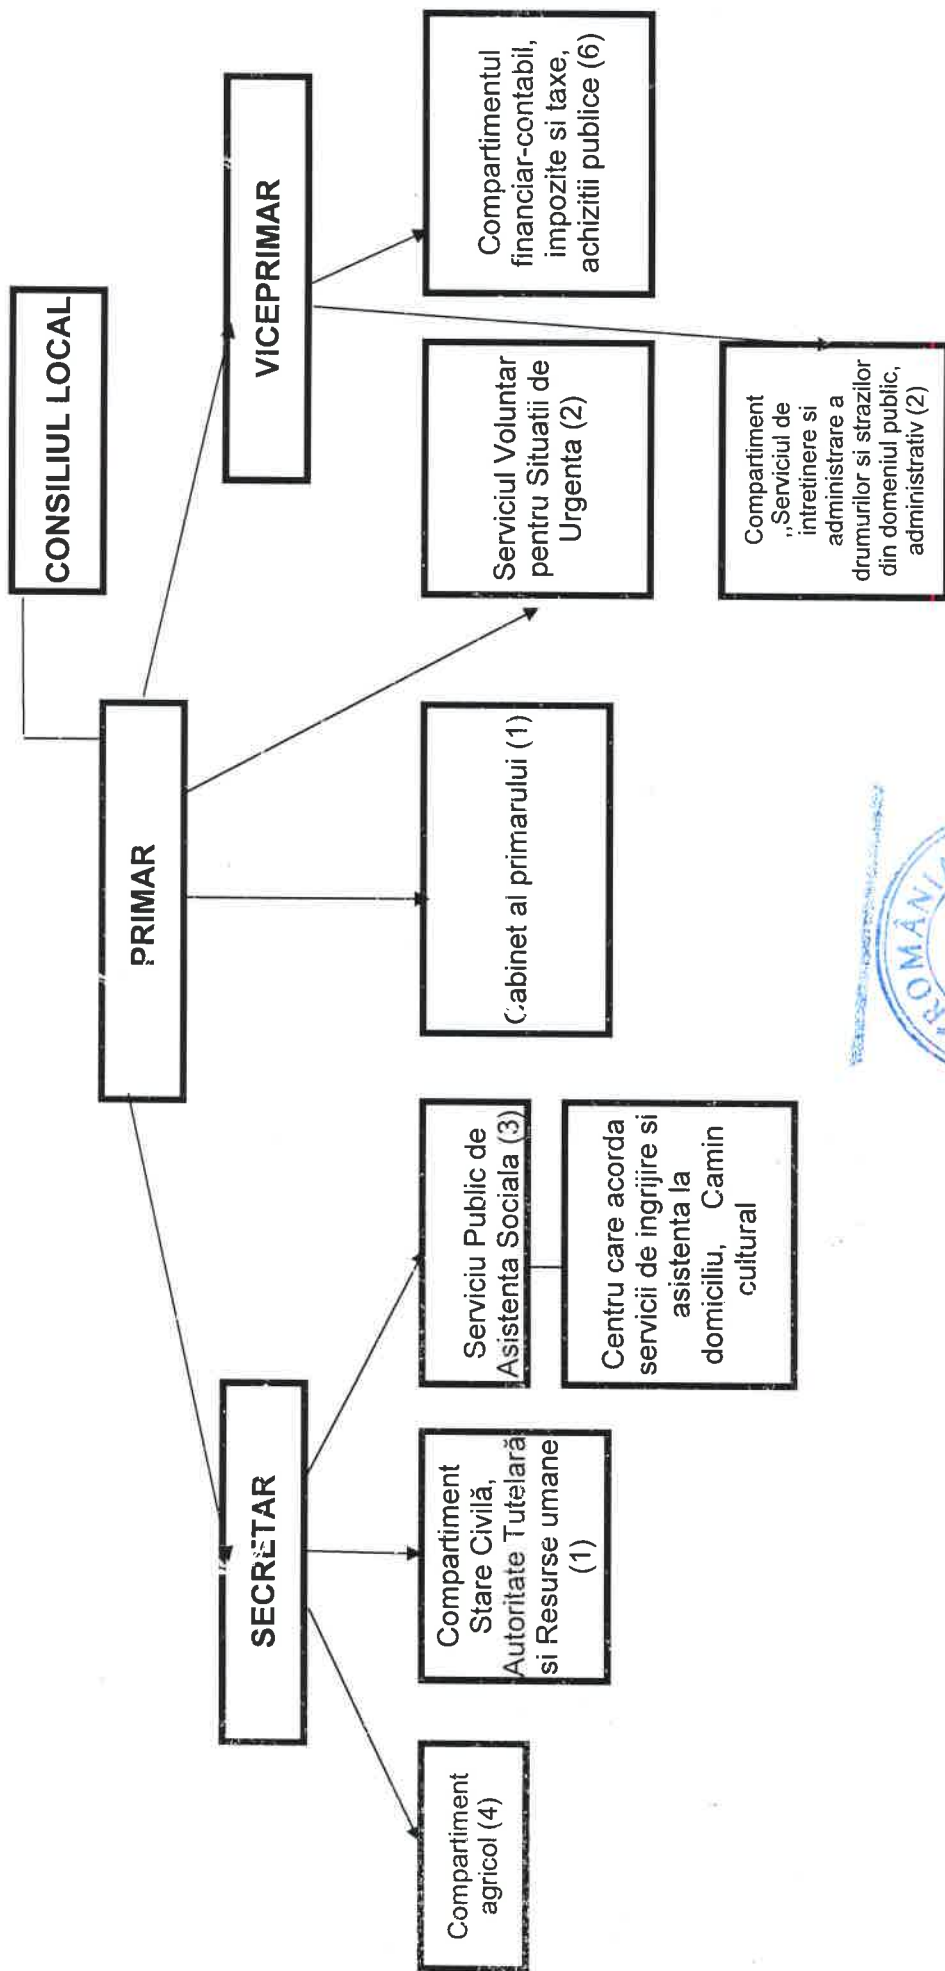 CONSILIUL LOCAL
PRIMAR
SECRETAR
VICEPRIMAR
Compartiment
agricol (4)
Compartiment
Stare Civilă,
Autoritate Tutelară
si Resurse umane
(1)
Serviciu Public de
Asistenta Sociala (3)
Centru care acorda
servicii de ingrijire si
asistenta la
domiciliu, Camin
cultural
Cabinet al primarului (1)
Serviciul Voluntar
pentru Situatii de
Urgenta (2)
Compartimentul
financiar-contabil,
impozite si taxe,
achizitii publice (6)
Compartiment
,,Serviciul de
intretinere si
administrare a
drumurilor si strazilor
din domeniul public,
administrativ (2)
ROMÂNI